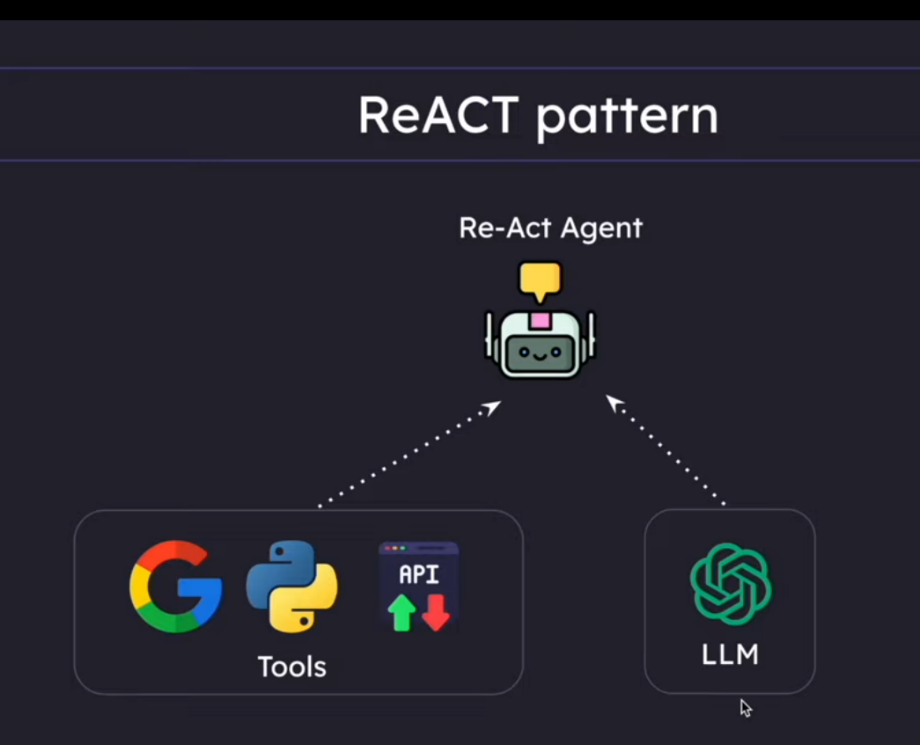 ReACT pattern
Re-Act Agent
API
Tools
LLM